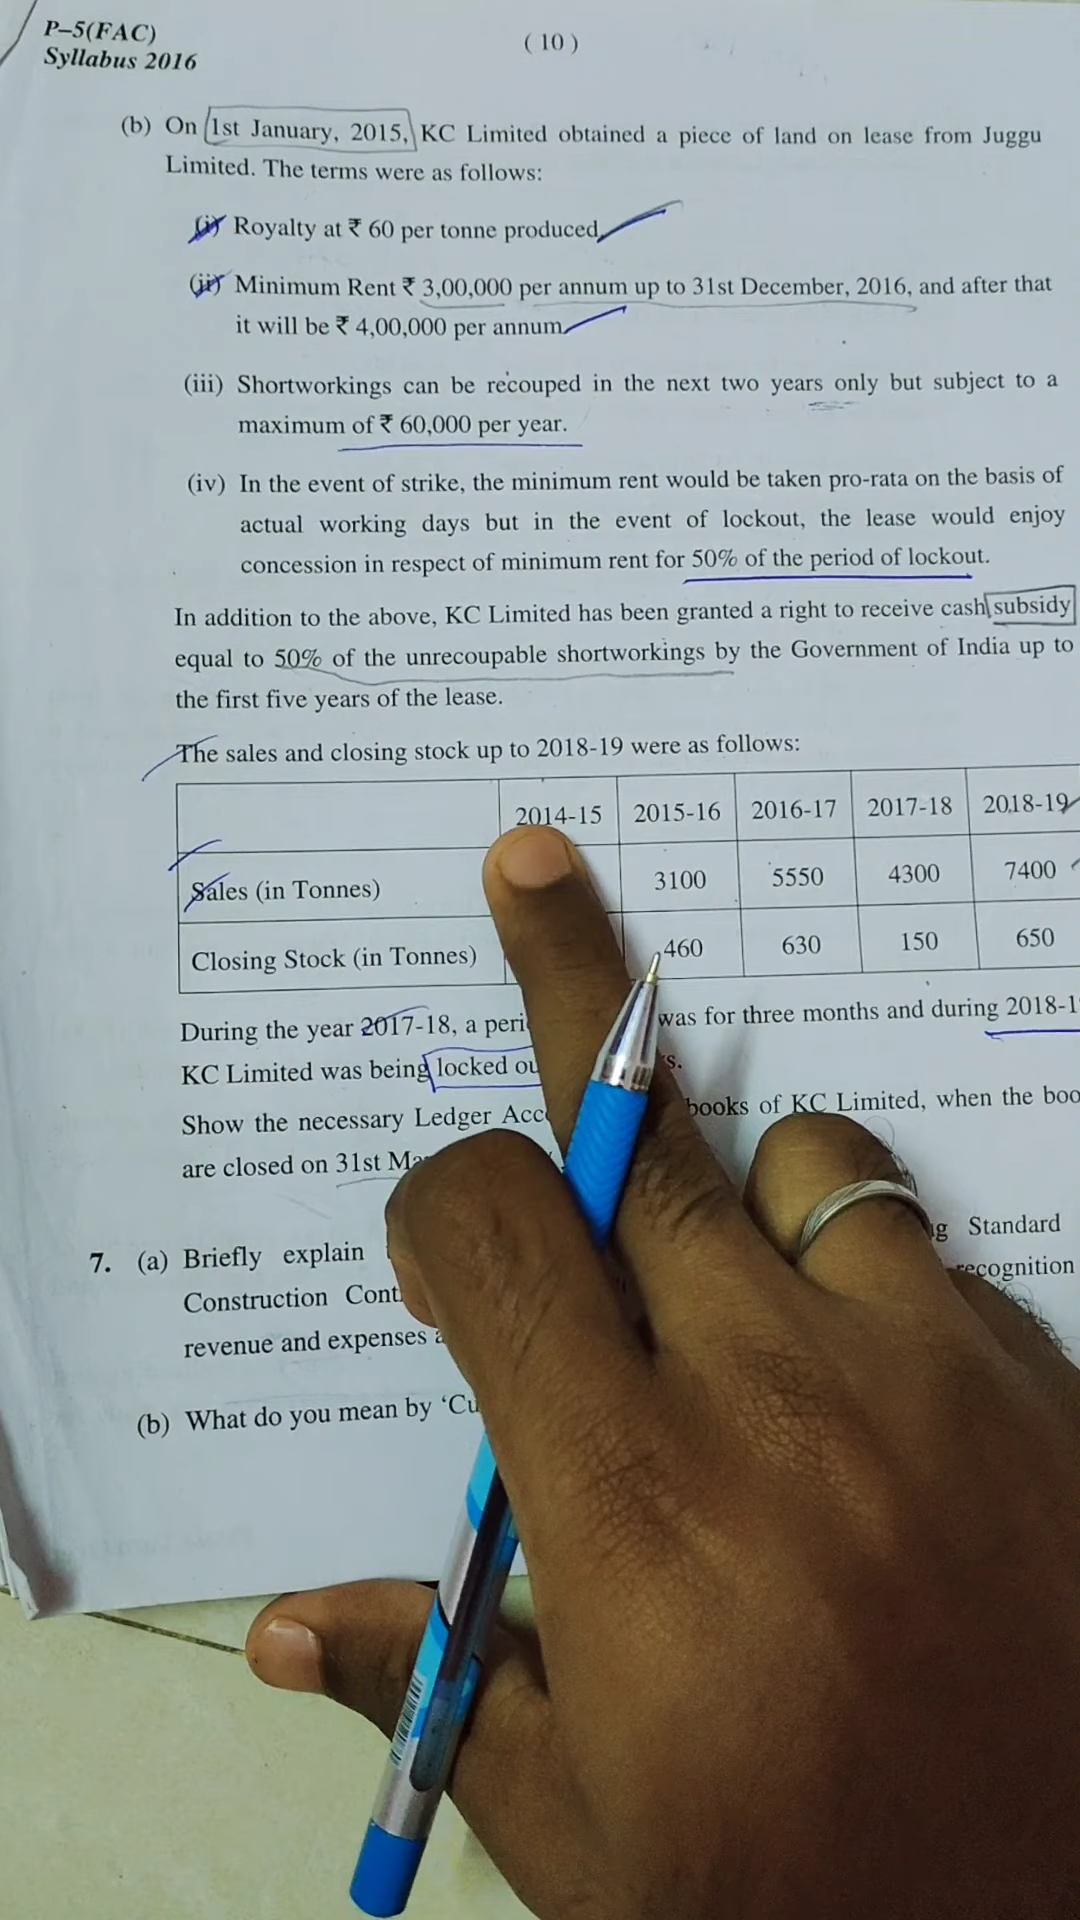 P–5(FAC)
Syllabus 2016
( 10 )
(b) On 1st January, 2015, KC Limited obtained a piece of land on lease from Juggu
Limited. The terms were as follows:
(i) Royalty at ₹ 60 per tonne produced.
(ii) Minimum Rent ₹ 3,00,000 per annum up to 31st December, 2016, and after that
it will be ₹ 4,00,000 per annum.
(iii) Shortworkings can be recouped in the next two years only but subject to a
maximum of ₹ 60,000 per year.
(iv) In the event of strike, the minimum rent would be taken pro-rata on the basis of
actual working days but in the event of lockout, the lease would enjoy
concession in respect of minimum rent for 50% of the period of lockout.
In addition to the above, KC Limited has been granted a right to receive cash subsidy
equal to 50% of the unrecoupable shortworkings by the Government of India up to
the first five years of the lease.
The sales and closing stock up to 2018-19 were as follows:
2014-15 2015-16 2016-17 2017-18 2018-19
Sales (in Tonnes) 3100 5550 4300 7400
Closing Stock (in Tonnes) 460 630 150 650
During the year 2017-18, a was for three months and during 2018-1
KC Limited was being locked
Show the necessary Ledger books of KC Limited, when the boo
are closed on 31st
7. (a) Briefly explain Standard
Construction recognition
revenue and expenses
(b) What do you mean by